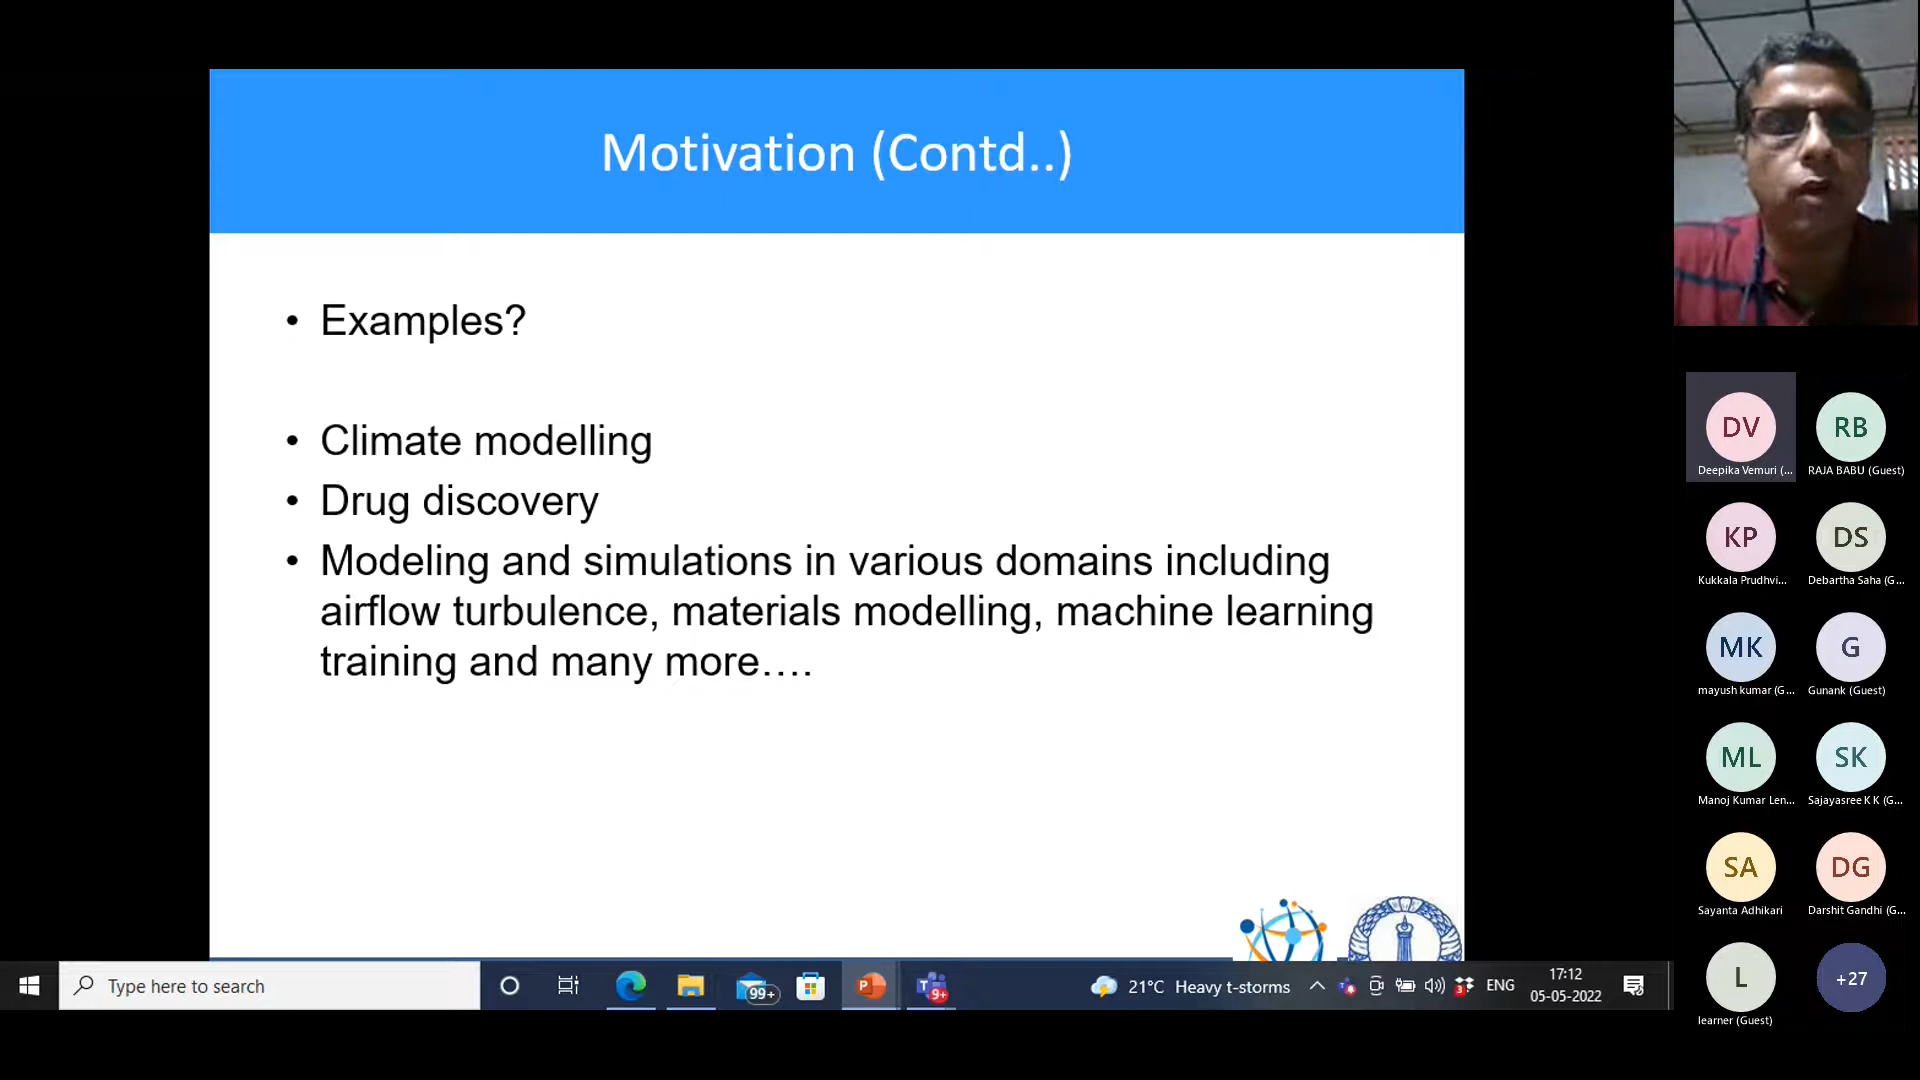 Motivation (Contd..)
• Examples?
• Climate modelling
• Drug discovery
• Modeling and simulations in various domains including
airflow turbulence, materials modelling, machine learning
training and many more....
Type here to search
99+
9+
21°C Heavy t-storms
3
ENG
17:12
05-05-2022
DV
Deepika Vemuri (...
RB
RAJA BABU (Guest)
KP
Kukkala Prudhvi...
DS
Debartha Saha (G...
MK
mayush kumar (G...
G
Gunank (Guest)
ML
Manoj Kumar Len...
SK
Sajayasree K K (G...
SA
Sayanta Adhikari
DG
Darshit Gandhi (G...
L
learner (Guest)
+27